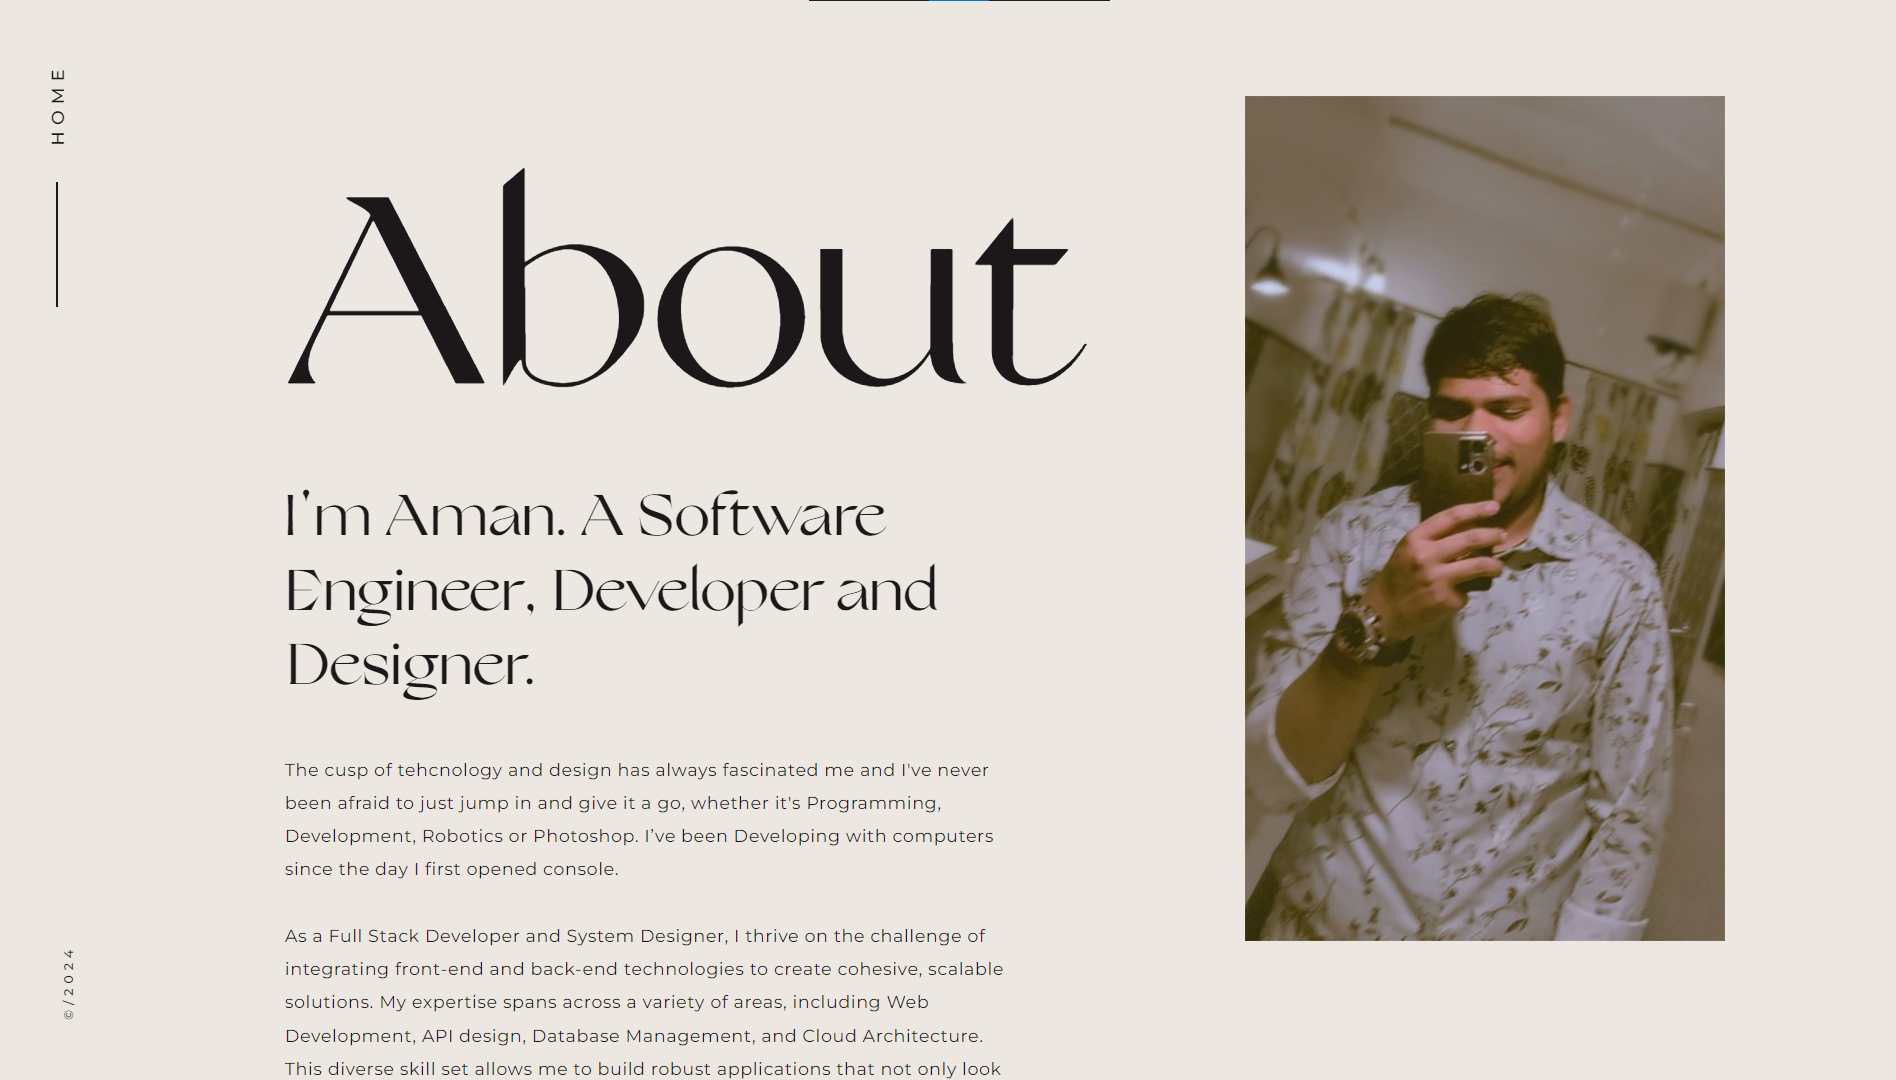 HOME
About
I'm Aman. A Software
Engineer, Developer and
Designer.
The cusp of tehcnology and design has always fascinated me and I've never
been afraid to just jump in and give it a go, whether it's Programming,
Development, Robotics or Photoshop. I’ve been Developing with computers
since the day I first opened console.
As a Full Stack Developer and System Designer, I thrive on the challenge of
integrating front-end and back-end technologies to create cohesive, scalable
solutions. My expertise spans across a variety of areas, including Web
Development, API design, Database Management, and Cloud Architecture.
This diverse skill set allows me to build robust applications that not only look
©/2024